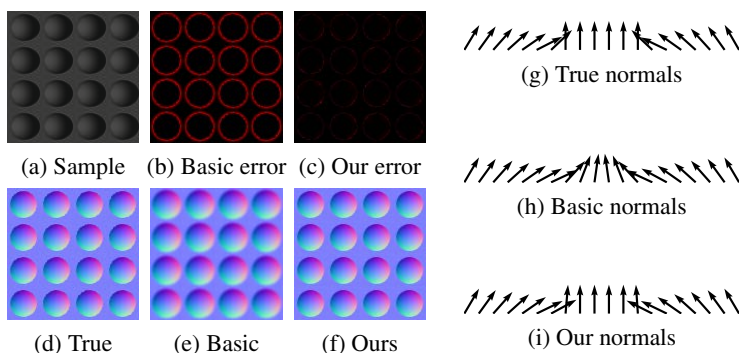 (a) Sample
(b) Basic error
(c) Our error
(d) True
(e) Basic
(f) Ours
(g) True normals
(h) Basic normals
(i) Our normals